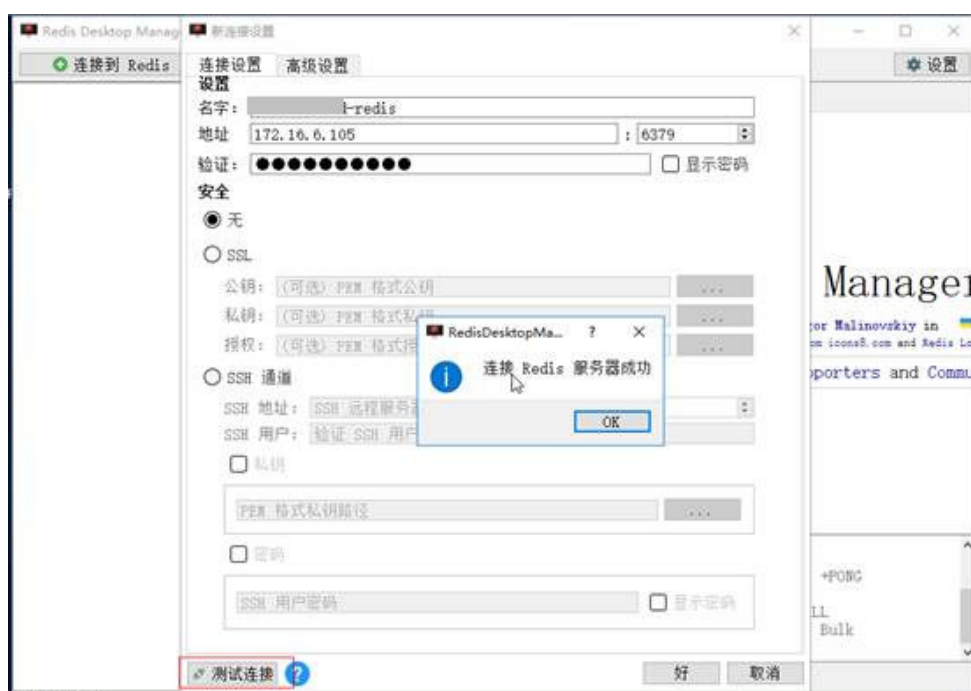 Redis Desktop Manag
新连接设置
连接到 Redis
设置
连接设置
高级设置
设置
名字:
-redis
地址
172.16.6.105
:
6379
验证:
●●●●●●●●●●
显示密码
安全
无
SSL
公钥:
(可选) PEM 格式公钥
...
私钥:
(可选) PEM 格式私
...
授权:
(可选) PEM 格式授
...
SSH 通道
SSH 地址:
SSH 远程服务
SSH 用户:
验证 SSH 用户
私钥
PEM 格式私钥路径
...
密码
SSH 用户密码
显示密码
测试连接
?
好
取消
RedisDesktopMa...
?
连接 Redis 服务器成功
OK
Manager
or Malinovskiy in
om icons8.com and Redis Lo
pporters and Commu
+PONG
LL
Bulk